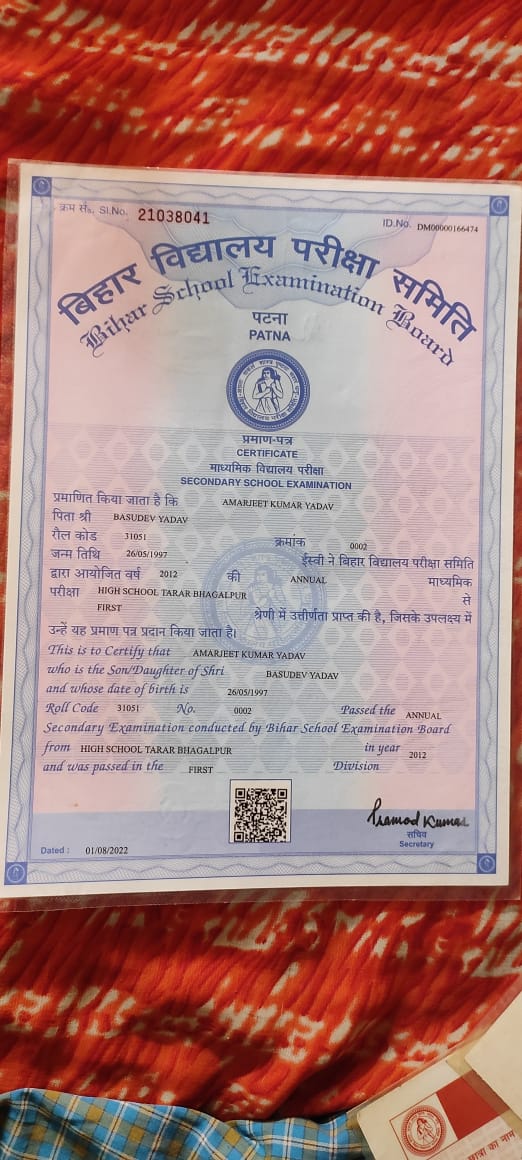 क्रम सं. Sl.No. 21038041
ID.No. DM00000166474
बिहार विद्यालय परीक्षा समिति
Bihar School Examination Board
पटना
PATNA
प्रमाण-पत्र
CERTIFICATE
माध्यमिक विद्यालय परीक्षा
SECONDARY SCHOOL EXAMINATION
प्रमाणित किया जाता है कि AMARJEET KUMAR YADAV
पिता श्री BASUDEV YADAV
रौल कोड 31051 क्रमांक 0002
जन्म तिथि 26/05/1997 ईस्वी ने बिहार विद्यालय परीक्षा समिति
द्वारा आयोजित वर्ष 2012 की ANNUAL माध्यमिक
परीक्षा HIGH SCHOOL TARAR BHAGALPUR से
FIRST श्रेणी में उत्तीर्णता प्राप्त की है, जिसके उपलक्ष्य में
उन्हें यह प्रमाण पत्र प्रदान किया जाता है।
This is to Certify that AMARJEET KUMAR YADAV
who is the Son/Daughter of Shri BASUDEV YADAV
and whose date of birth is 26/05/1997
Roll Code 31051 No. 0002 Passed the ANNUAL
Secondary Examination conducted by Bihar School Examination Board
from HIGH SCHOOL TARAR BHAGALPUR in year 2012
and was passed in the FIRST Division
Pramod Kumar
सचिव
Secretary
Dated : 01/08/2022
छात्रा का नाम